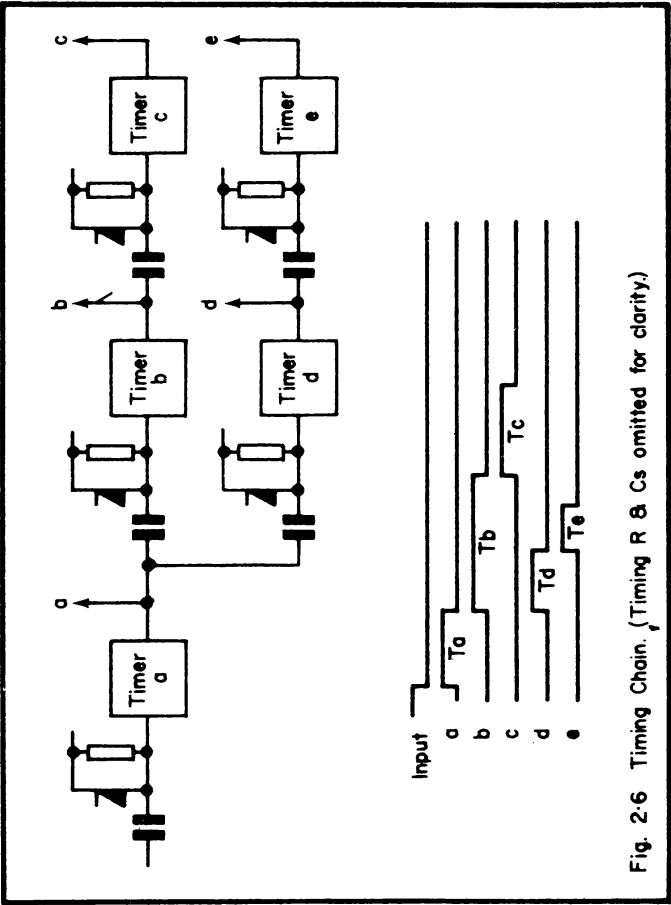 c
e
Timer
c
Timer
e
b
d
Timer
b
Timer
d
a
Timer
a
Input
a
b
c
d
e
Ta
Tb
Tc
Td
Te
Fig. 2·6 Timing Chain. (Timing R & Cs omitted for clarity.)